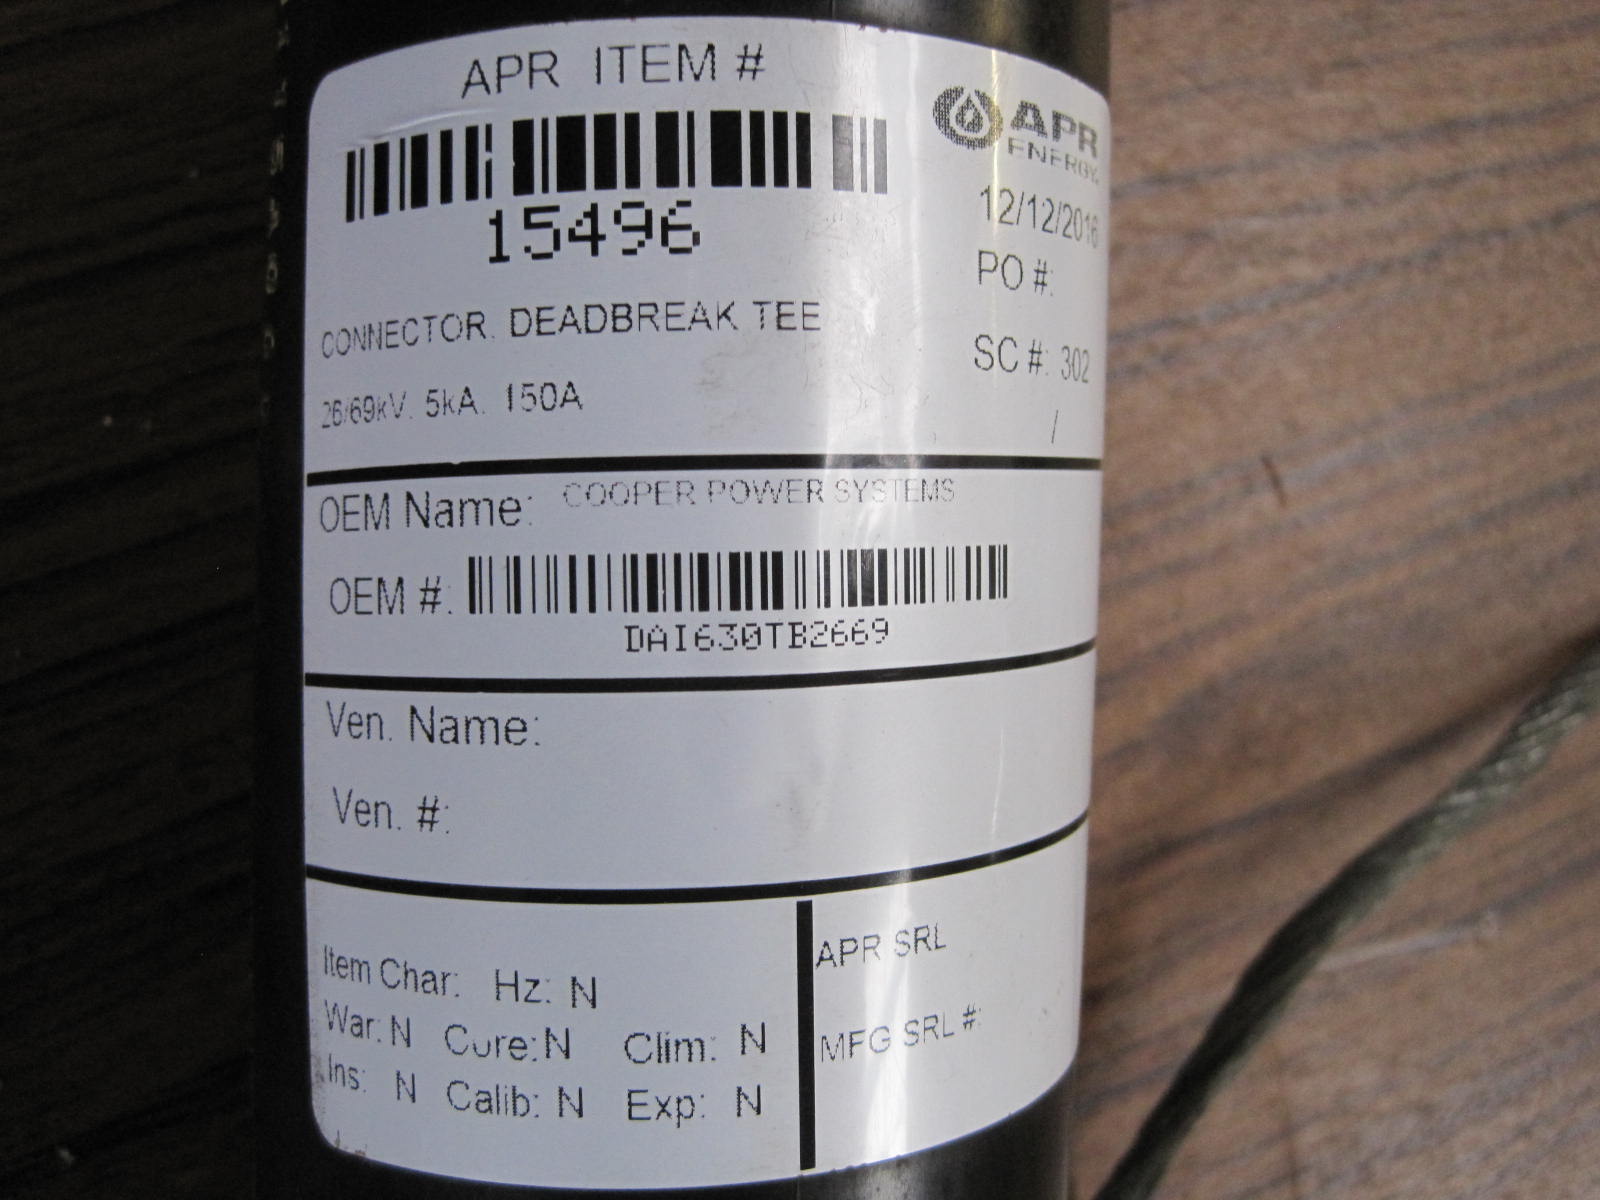 APR ITEM #
APR
ENERGY
15496
12/12/2016
PO #:
CONNECTOR, DEADBREAK TEE
SC #: 302
26/69kV, 5kA, 150A
/
OEM Name: COOPER POWER SYSTEMS
OEM #:
DAI630TB2669
Ven. Name:
Ven. #:
Item Char: Hz: N
War: N Cure: N Clim: N
Ins: N Calib: N Exp: N
APR SRL
MFG SRL #: